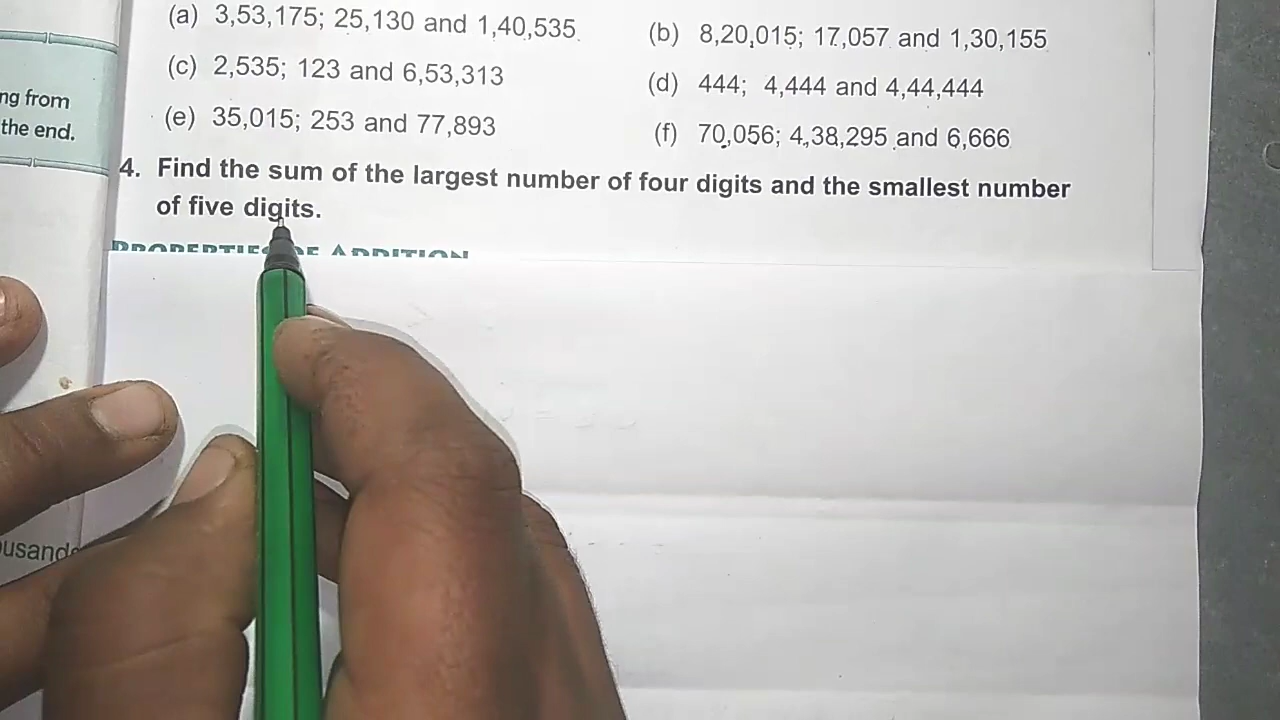 (a) 3,53,175; 25,130 and 1,40,535
(b) 8,20,015; 17,057 and 1,30,155
(c) 2,535; 123 and 6,53,313
(d) 444; 4,444 and 4,44,444
(e) 35,015; 253 and 77,893
(f) 70,056; 4,38,295 and 6,666
4. Find the sum of the largest number of four digits and the smallest number
of five digits.
PROPERTIES OF ADDITION
from
the end.